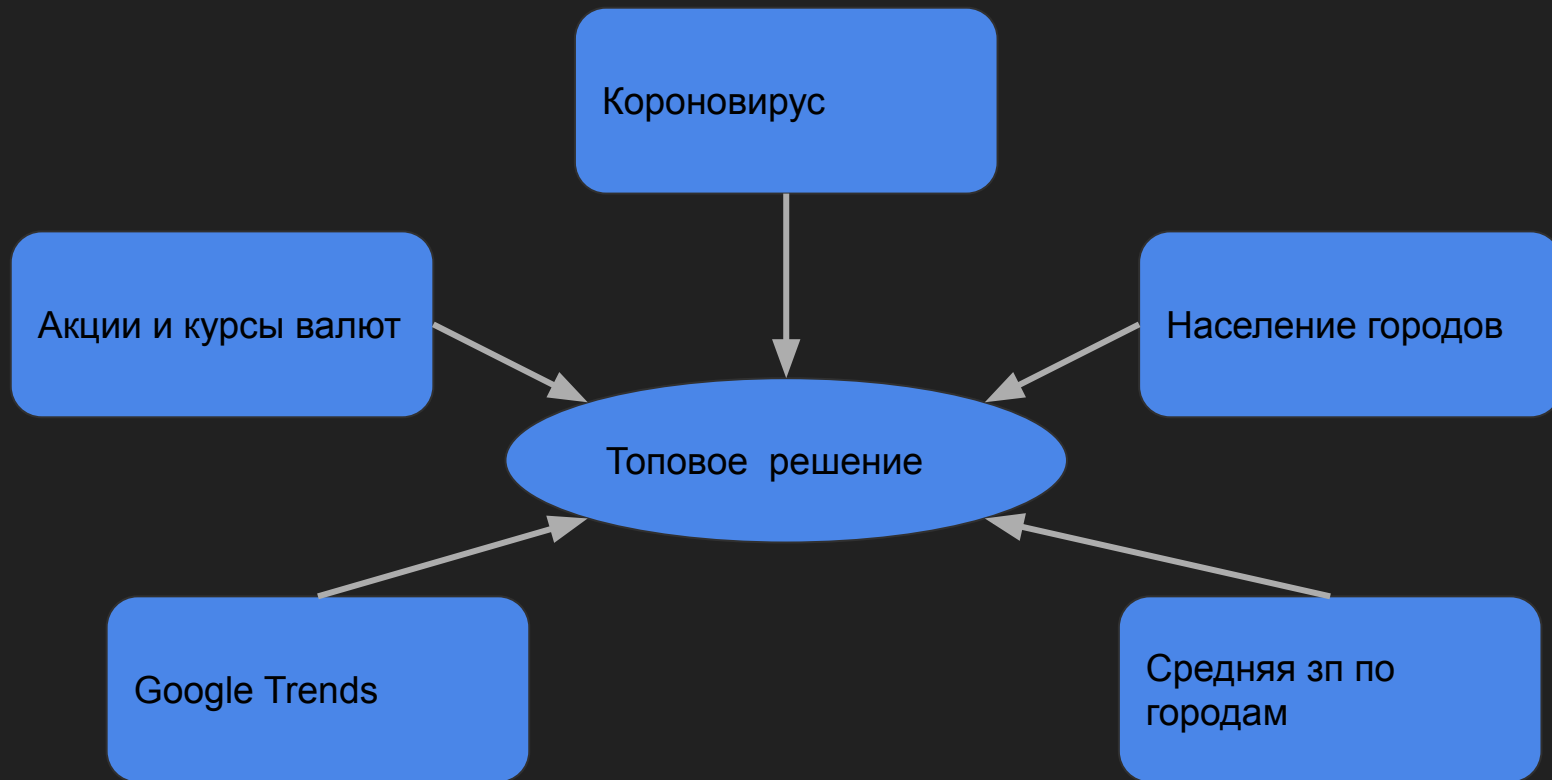 Короновирус
Акции и курсы валют
Население городов
Топовое  решение
Google Trends
Средняя зп по
городам